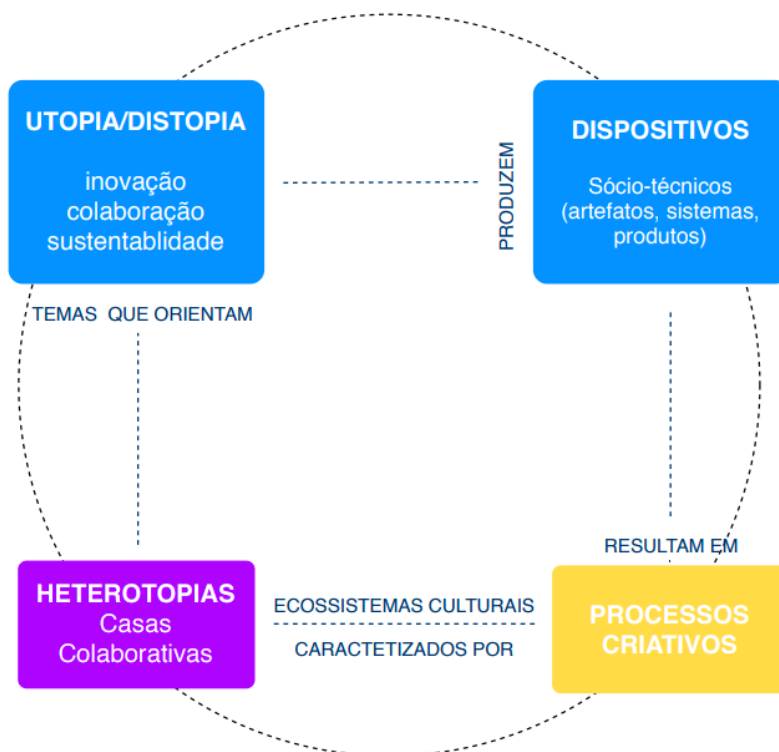 UTOPIA/DISTOPIA
inovação
colaboração
sustentablidade
PRODUZEM
DISPOSITIVOS
Sócio-técnicos
(artefatos, sistemas,
produtos)
TEMAS QUE ORIENTAM
RESULTAM EM
HETEROTOPIAS
Casas
Colaborativas
ECOSSISTEMAS CULTURAIS
CARACTETIZADOS POR
PROCESSOS
CRIATIVOS